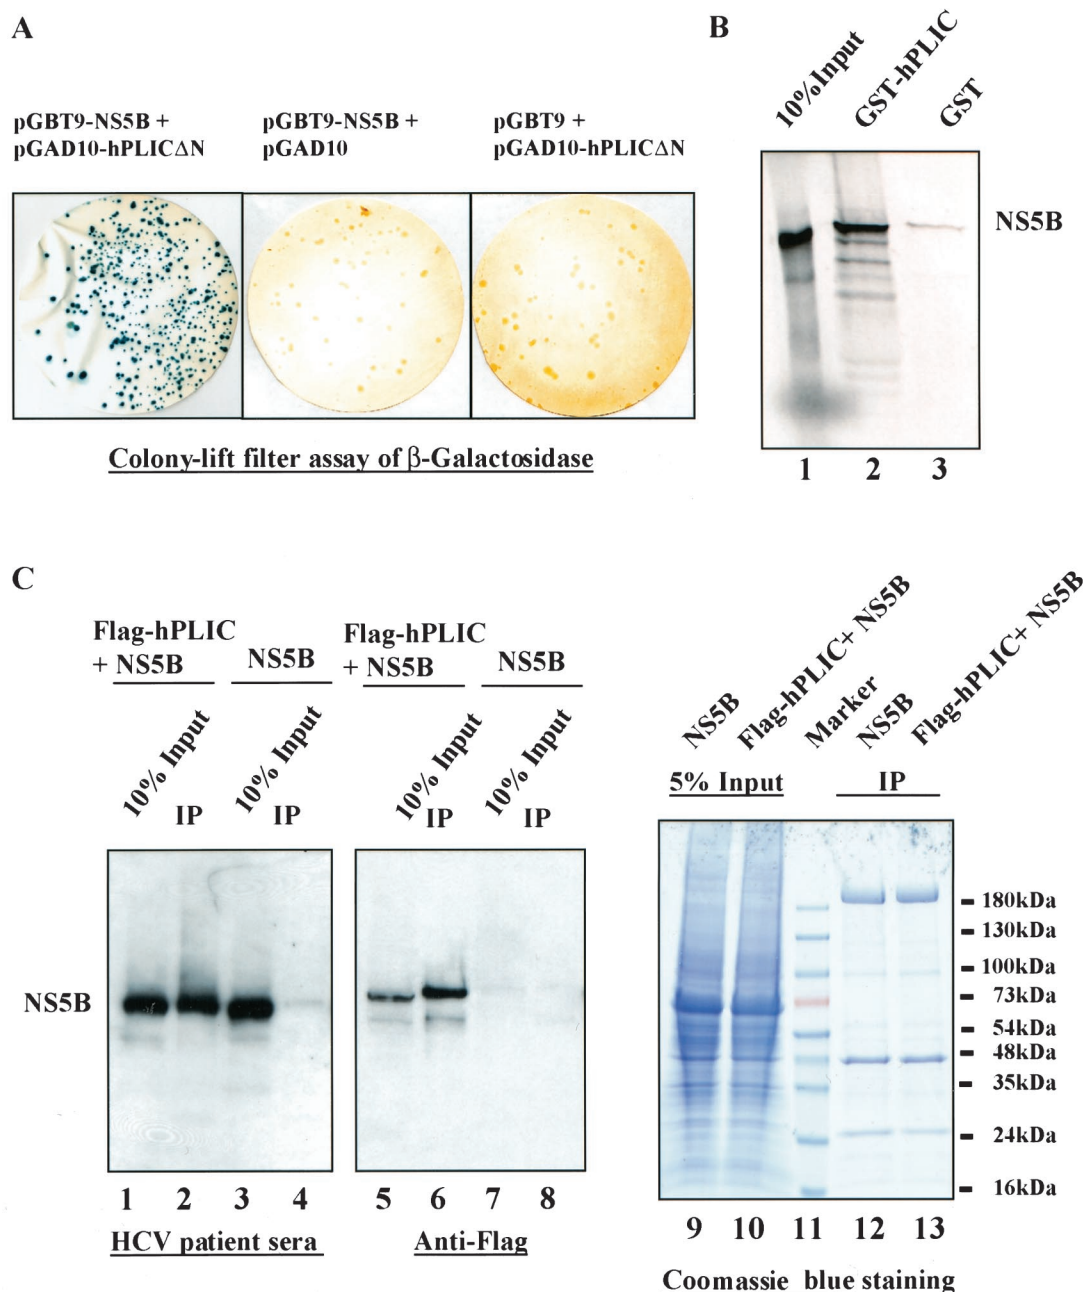 A
pGBT9-NS5B +
pGAD10-hPLICΔN
pGBT9-NS5B +
pGAD10
pGBT9 +
pGAD10-hPLICΔN
Colony-lift filter assay of β-Galactosidase
B
10%Input
GST-hPLIC
GST
NS5B
1 2 3
C
Flag-hPLIC
+ NS5B
NS5B
10% Input
IP
10% Input
IP
NS5B
1 2 3 4
HCV patient sera
Flag-hPLIC
+ NS5B
NS5B
10% Input
IP
10% Input
IP
5 6 7 8
Anti-Flag
NS5B
Flag-hPLIC+ NS5B
Marker
NS5B
Flag-hPLIC+ NS5B
5% Input
IP
180kDa
130kDa
100kDa
73kDa
54kDa
48kDa
35kDa
24kDa
16kDa
9 10 11 12 13
Coomassie blue staining